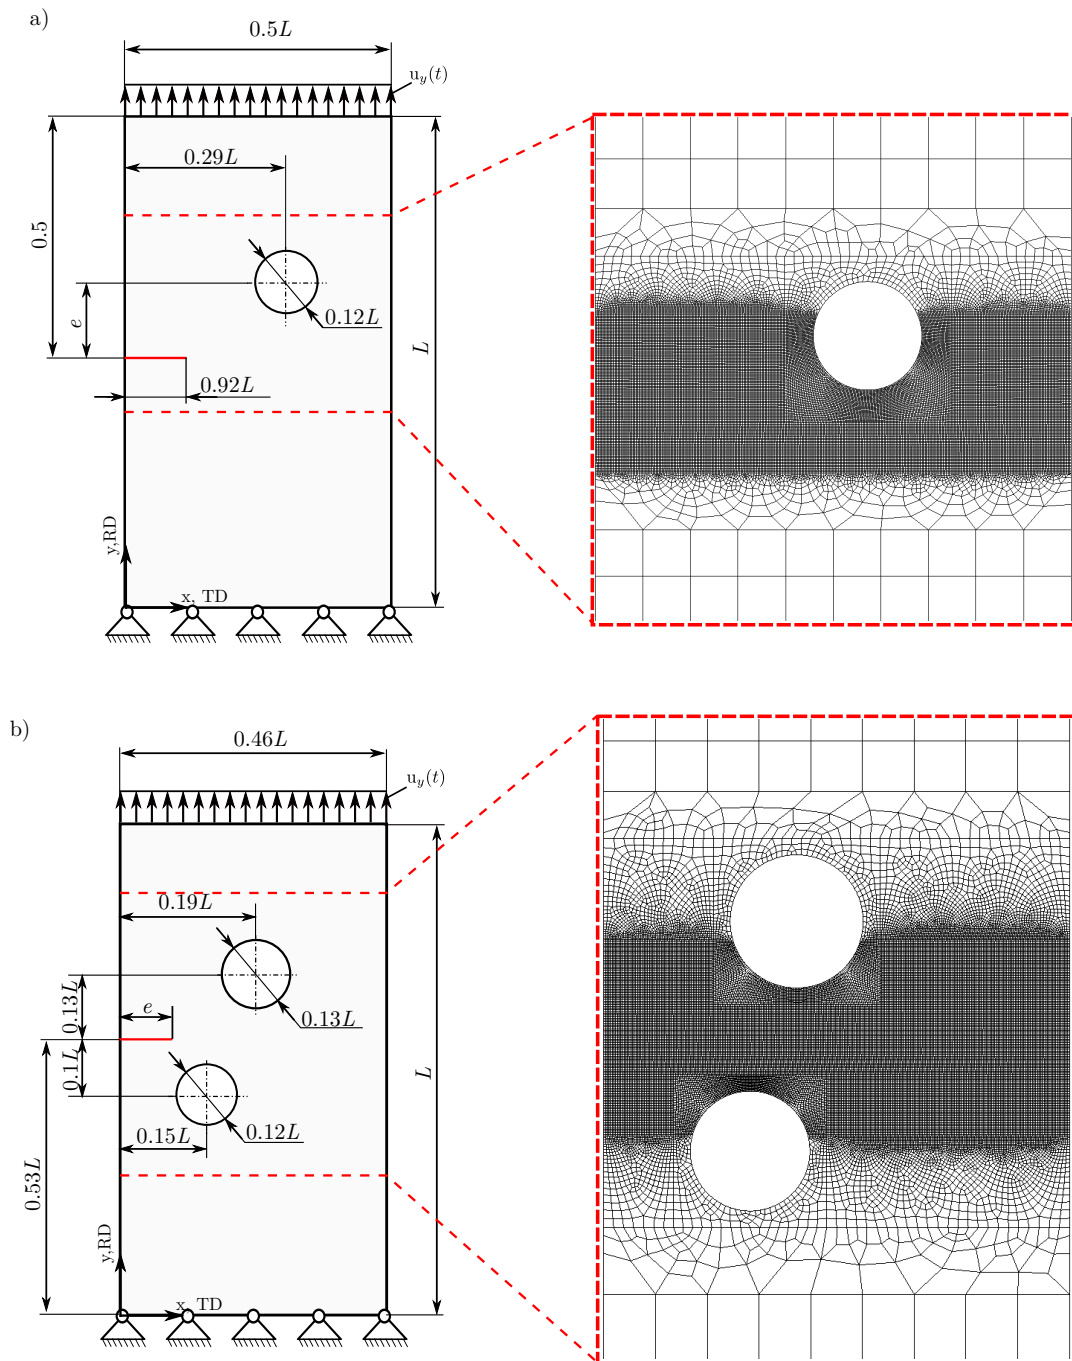 a)
0.5L
u_y(t)
0.29L
0.5
e
0.12L
L
0.92L
y,RD
x, TD
b)
0.46L
u_y(t)
0.19L
0.13L
e
0.13L
0.1L
L
0.12L
0.15L
0.53L
y,RD
x, TD